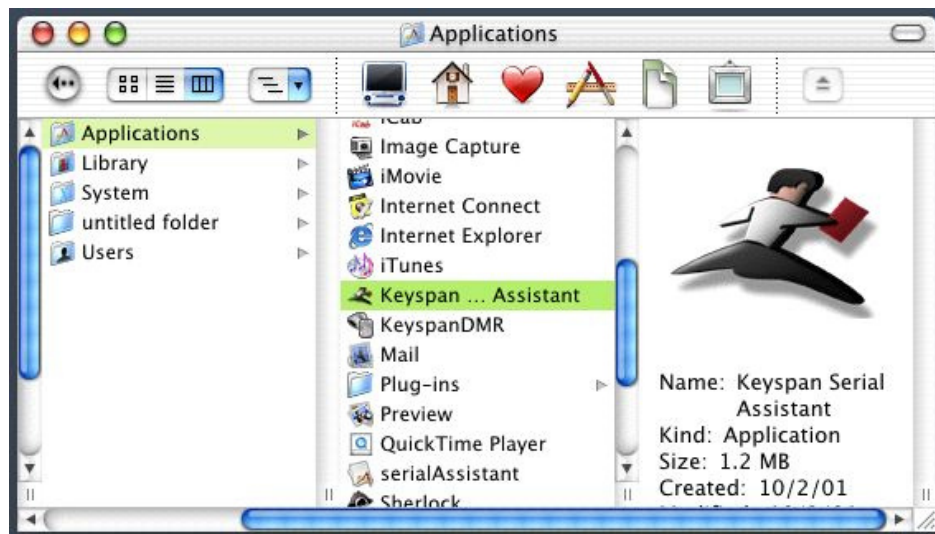 Applications
Applications
Library
System
untitled folder
Users
iCab
Image Capture
iMovie
Internet Connect
Internet Explorer
iTunes
Keyspan ... Assistant
KeyspanDMR
Mail
Plug-ins
Preview
QuickTime Player
serialAssistant
Sherlock
Name: Keyspan Serial
Assistant
Kind: Application
Size: 1.2 MB
Created: 10/2/01